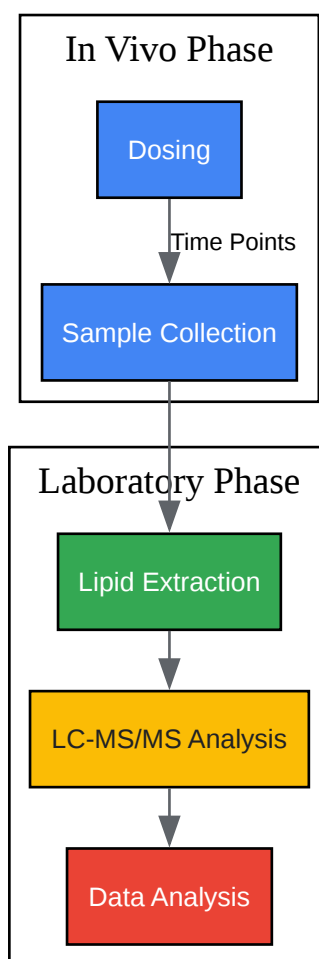 In Vivo Phase
Dosing
Time Points
Sample Collection
Laboratory Phase
Lipid Extraction
LC-MS/MS Analysis
Data Analysis